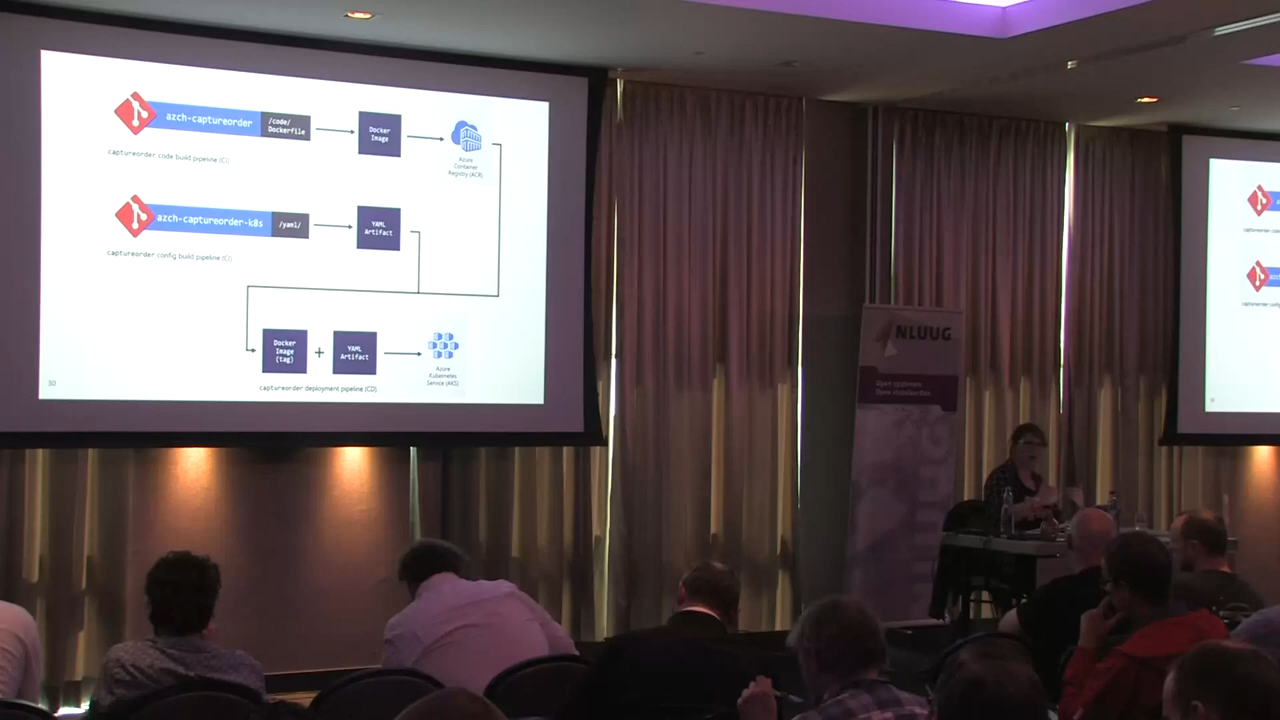 azch-captureorder
/code/
Dockerfile
Docker
Image
Azure
Container
Registry (ACR)
captureorder code build pipeline (CI)
azch-captureorder-k8s
/yaml/
YAML
Artifact
captureorder config build pipeline (CI)
Docker
Image
(tag)
+
YAML
Artifact
Azure
Kubernetes
Service (AKS)
captureorder deployment pipeline (CD)
30
NLUUG
Open systemen
Open standaarden